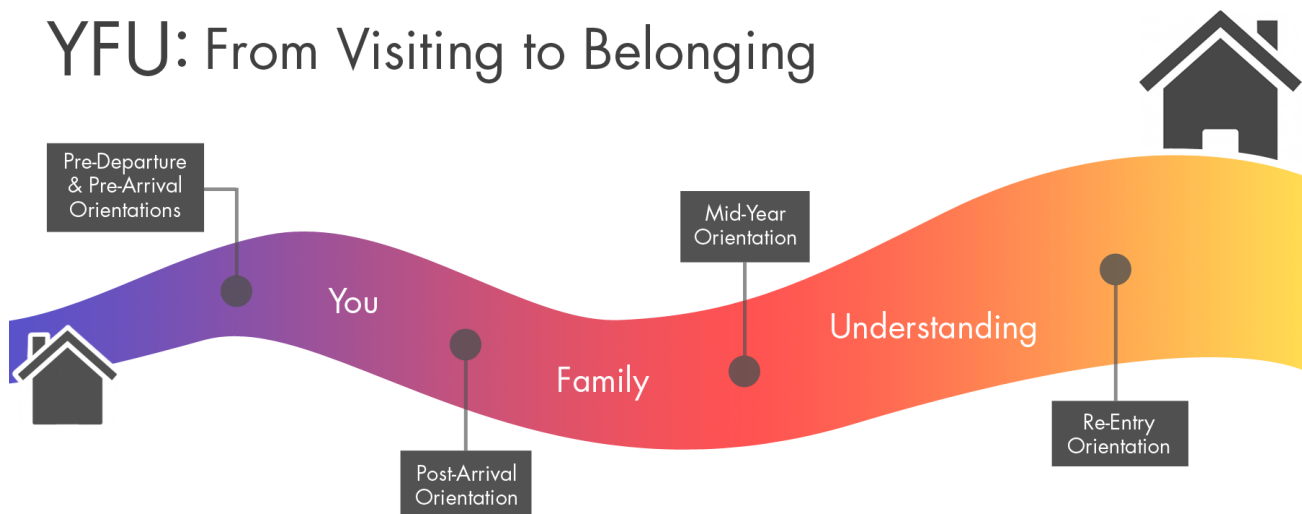 YFU: From Visiting to Belonging
Pre-Departure
& Pre-Arrival
Orientations
You
Post-Arrival
Orientation
Family
Mid-Year
Orientation
Understanding
Re-Entry
Orientation